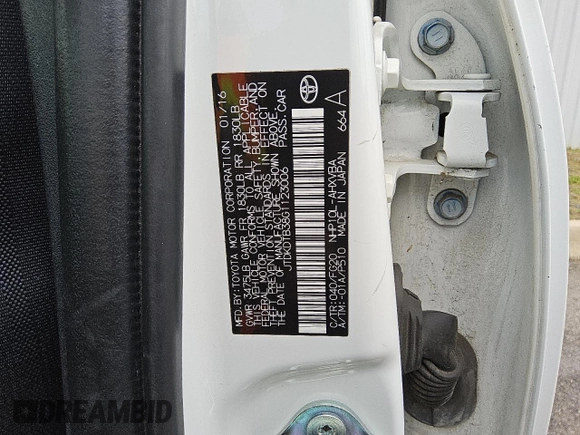 MFD.BY:TOYOTA MOTOR CORPORATION 01/16
GVWR 3475LB GAWR FR 1830LB RR 1830LB
THIS VEHICLE CONFORMS TO ALL APPLICABLE
FEDERAL MOTOR VEHICLE SAFETY, BUMPER, AND
THEFT PREVENTION STANDARDS IN EFFECT ON
THE DATE OF MANUFACTURE SHOWN ABOVE.
JTDKDTB38G1123006 PASS.CAR
C/TR:040/FG20 NHP10L-AHXVBA
A/TM:-01A/P510 MADE IN JAPAN 664 A
DREAMBID